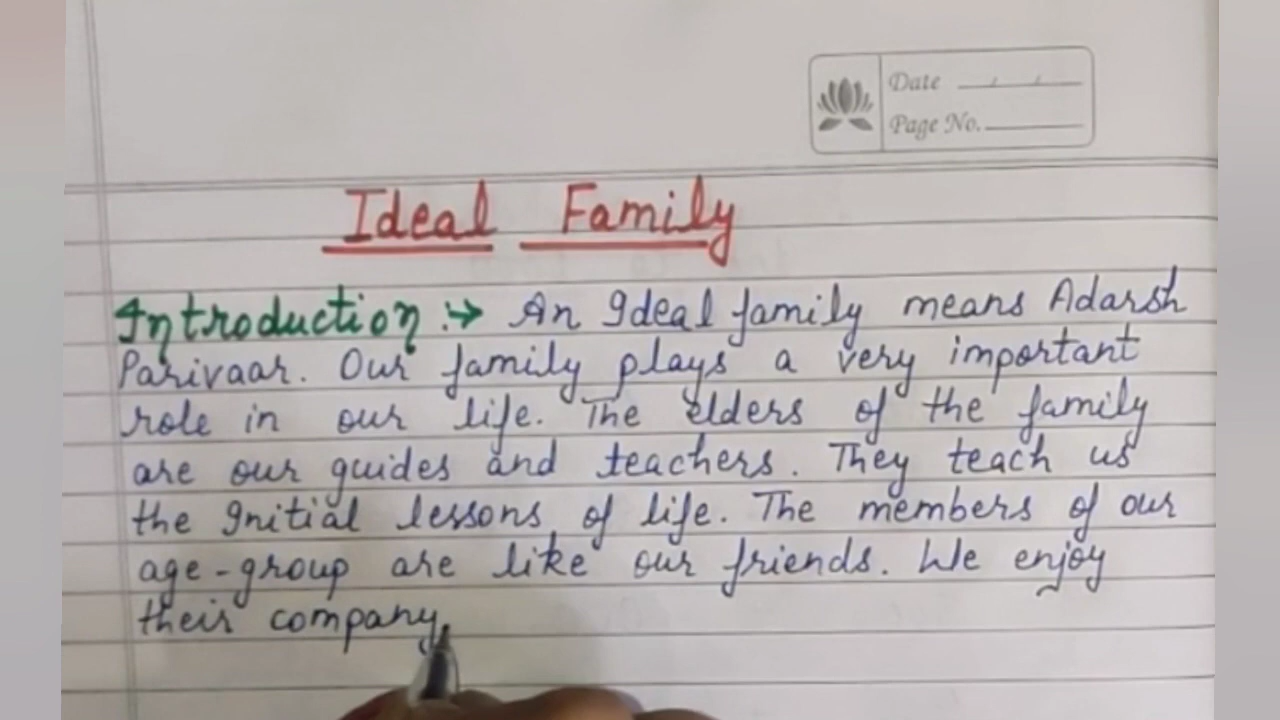 Date
Page No.
Ideal Family
Introduction :→ An Ideal family means Adarsh
Parivaar. Our family plays a very important
role in our life. The elders of the family
are our guides and teachers. They teach us
the Initial lessons of life. The members of our
age-group are like our friends. We enjoy
their company.